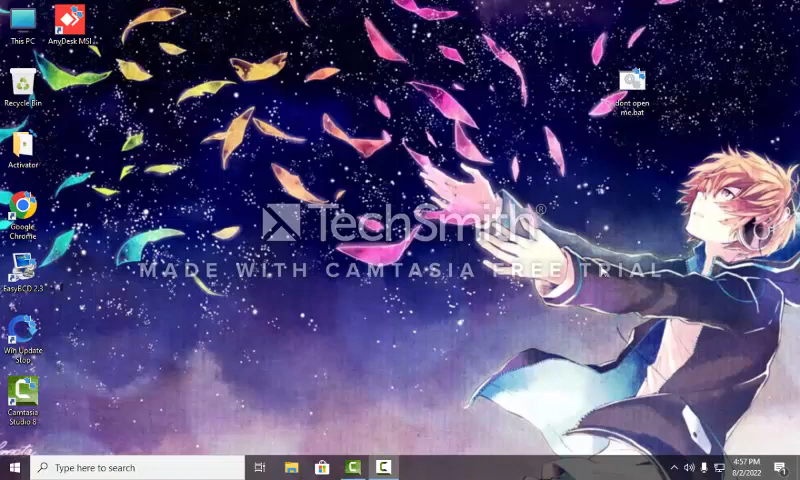 This PC
AnyDesk MSI
Recycle Bin
dont open
me.bat
Activator
TechSmith®
Google
Chrome
MADE WITH CAMTASIA FREE TRIAL
EasyBCD 2.3
Win Update
Stop
Camtasia
Studio 8
Type here to search
4:57 PM
8/2/2022